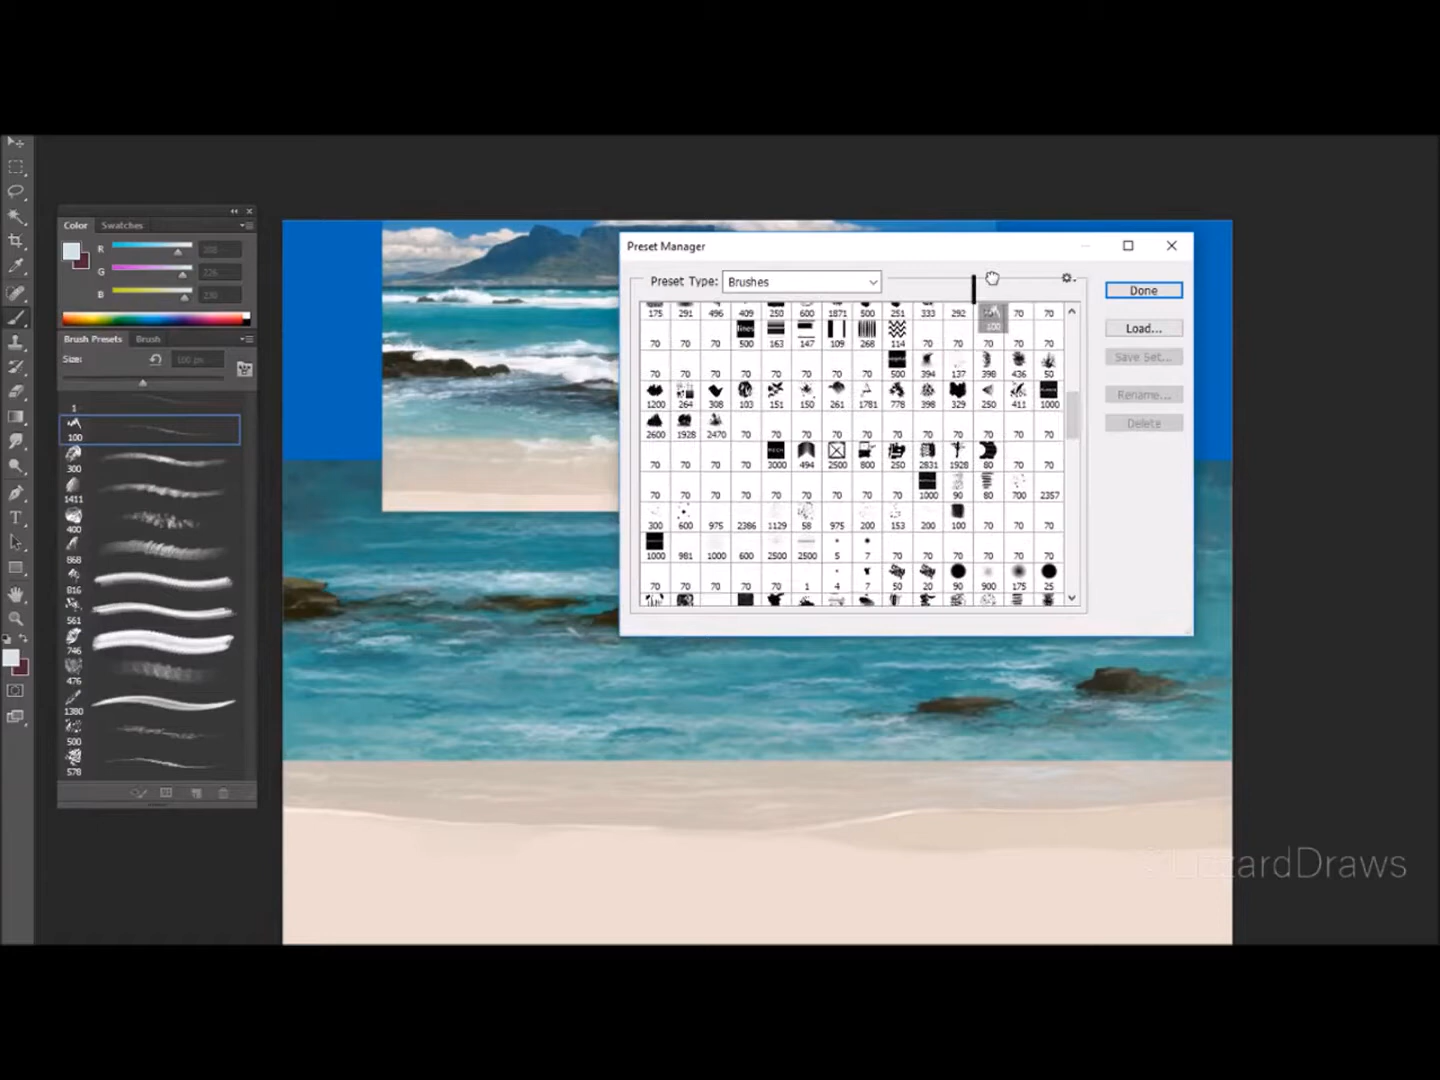 Color Swatches
R 208
G 226
B 230
Brush Presets Brush
Size: 100 px
1
100
300
1411
400
868
816
561
746
476
1380
500
578
Preset Manager
Preset Type: Brushes
Done
Load...
Save Set...
Rename...
Delete
175 291 496 409 250 600 1871 500 251 333 292 100 70 70
70 70 70 500 163 147 109 268 114 70 70 70 70 70
lines
70 70 70 70 70 70 70 70 500 394 137 398 436 50
1200 264 308 103 151 150 261 1781 778 398 329 250 411 1000
2600 1928 2470 70 70 70 70 70 70 70 70 70 70 70
70 70 70 70 3000 494 2500 800 250 2831 1928 80 70 70
70 70 70 70 70 70 70 70 70 1000 90 80 700 2357
300 600 975 2386 1129 58 975 200 153 200 100 70 70 70
1000 981 1000 600 2500 2500 5 7 70 70 70 70 70 70
70 70 70 70 70 1 4 7 50 20 90 900 175 25
T